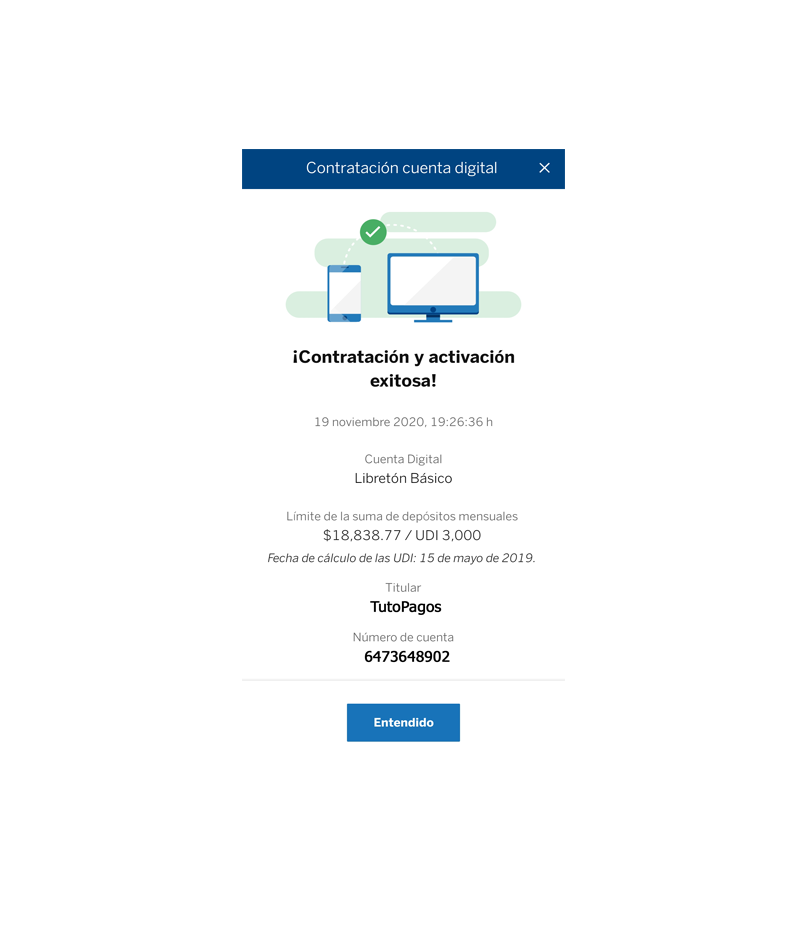 Contratación cuenta digital
¡Contratación y activación
exitosa!
19 noviembre 2020, 19:26:36 h
Cuenta Digital
Libretón Básico
Límite de la suma de depósitos mensuales
$18,838.77 / UDI 3,000
Fecha de cálculo de las UDI: 15 de mayo de 2019.
Titular
TutoPagos
Número de cuenta
6473648902
Entendido